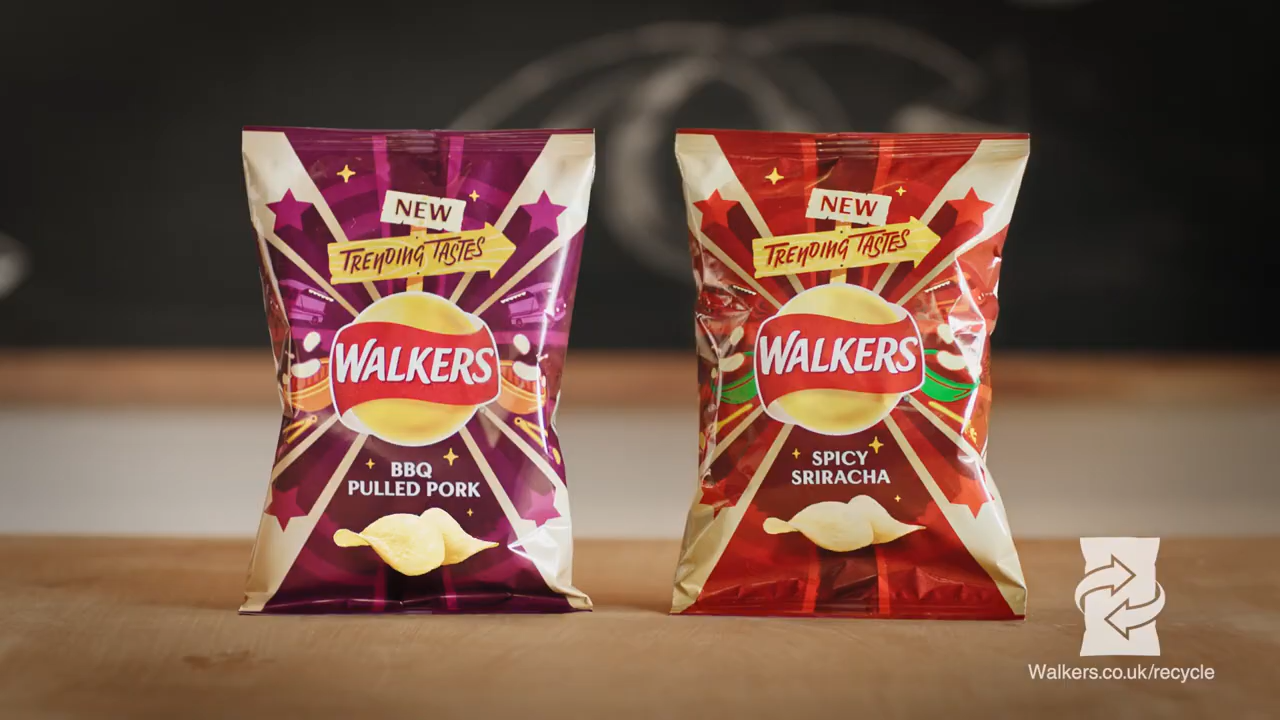 NEW
TRENDING TASTES
WALKERS
BBQ
PULLED PORK
NEW
TRENDING TASTES
WALKERS
SPICY
SRIRACHA
Walkers.co.uk/recycle